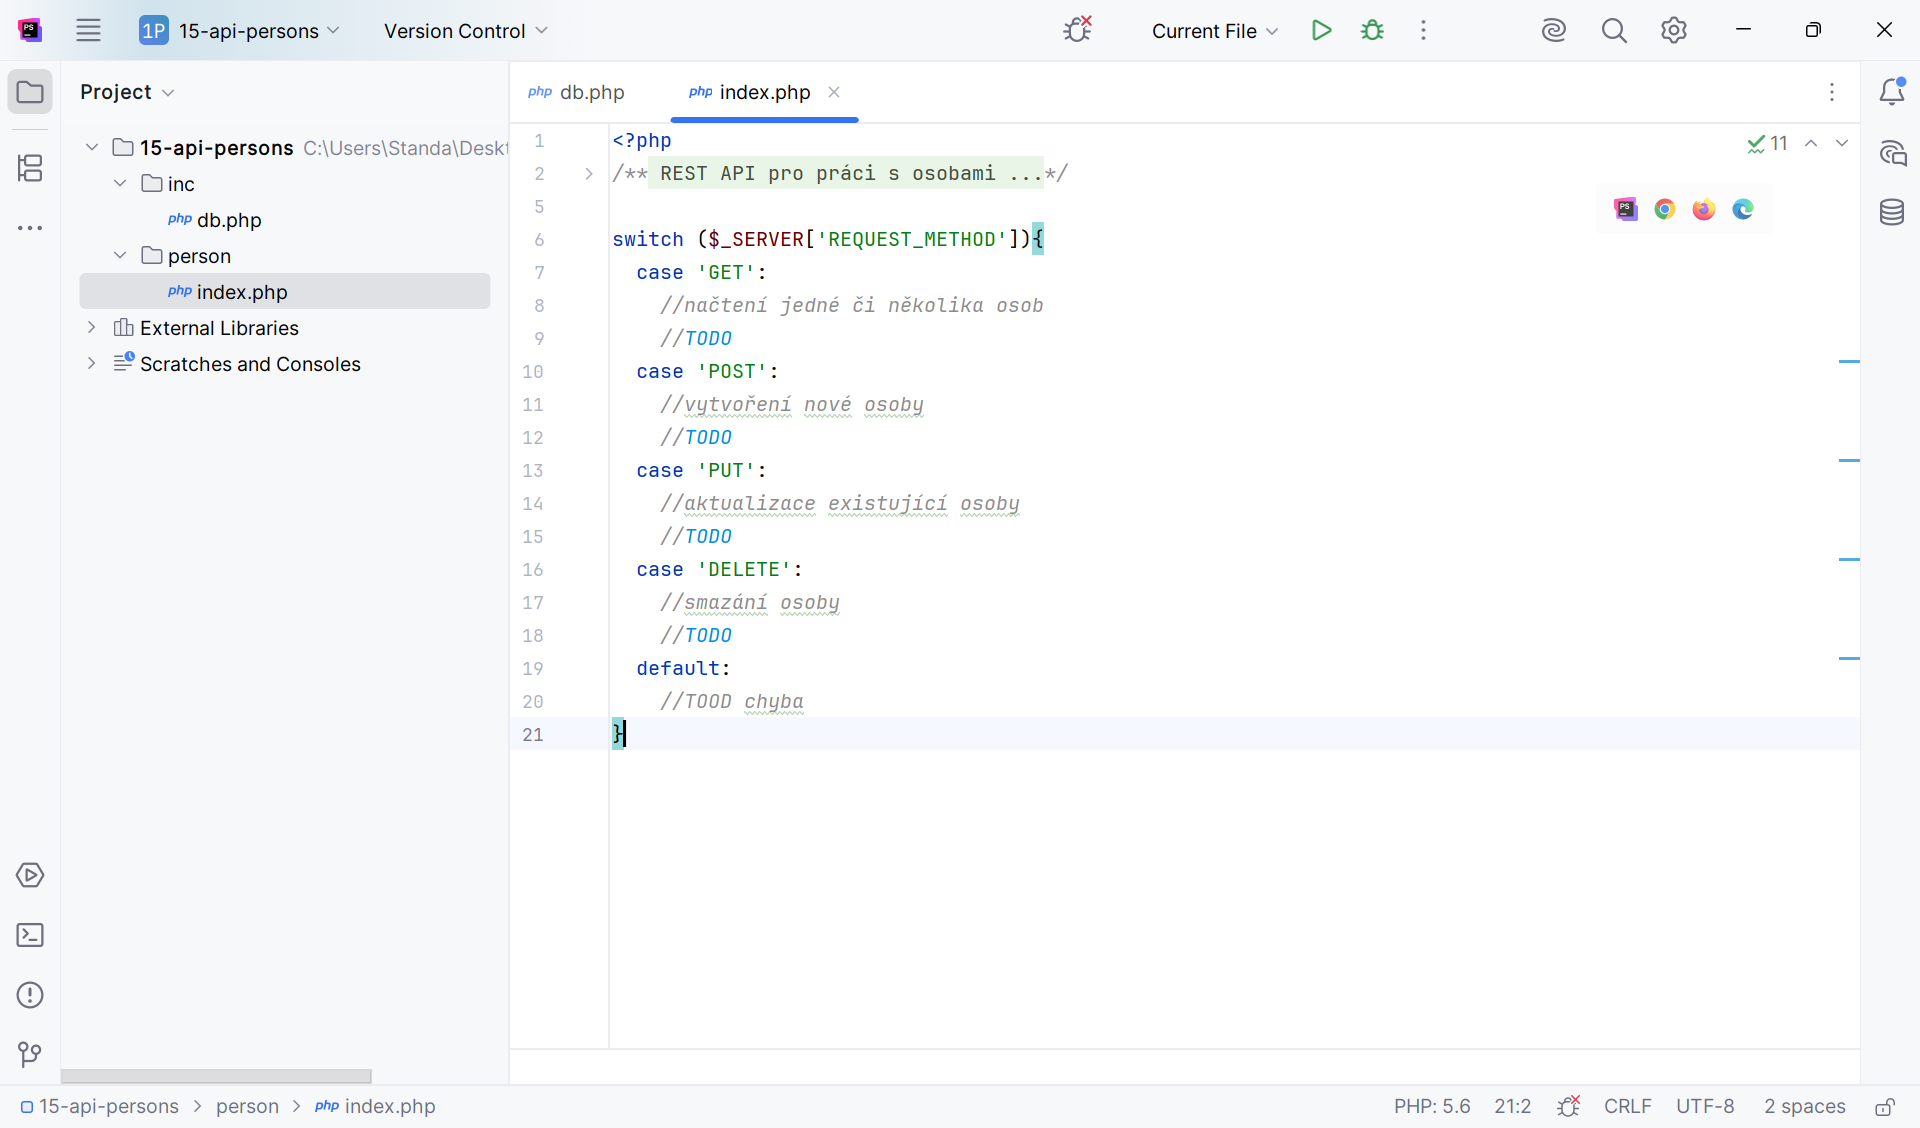 1P 15-api-persons Version Control Current File
Project
15-api-persons C:\Users\Standa\Deskt
inc
php db.php
person
php index.php
External Libraries
Scratches and Consoles
php db.php php index.php
11
1 <?php
2 /** REST API pro práci s osobami ...*/
5
6 switch ($_SERVER['REQUEST_METHOD']){
7 case 'GET':
8 //načtení jedné či několika osob
9 //TODO
10 case 'POST':
11 //vytvoření nové osoby
12 //TODO
13 case 'PUT':
14 //aktualizace existující osoby
15 //TODO
16 case 'DELETE':
17 //smazání osoby
18 //TODO
19 default:
20 //TOOD chyba
21 }
15-api-persons > person > php index.php PHP: 5.6 21:2 CRLF UTF-8 2 spaces